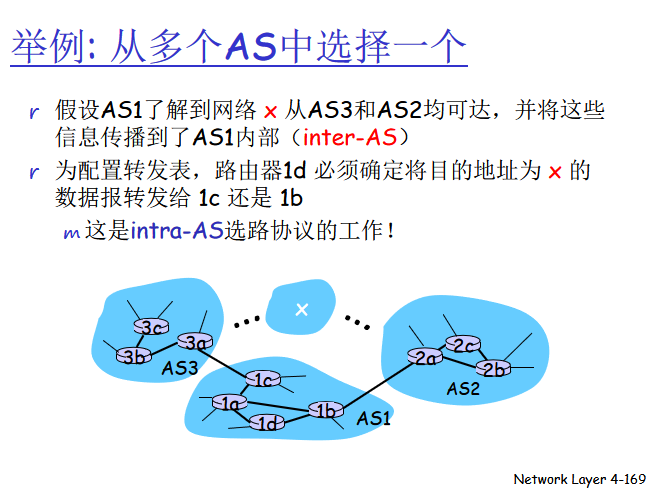 举例: 从多个AS中选择一个
r 假设AS1了解到网络 x 从AS3和AS2均可达，并将这些
信息传播到了AS1内部（inter-AS）
r 为配置转发表，路由器1d 必须确定将目的地址为 x 的
数据报转发给 1c 还是 1b
m 这是intra-AS选路协议的工作！
x
3c
3a
3b
AS3
2c
2a
2b
AS2
1c
1a
1b
1d
AS1
Network Layer 4-169